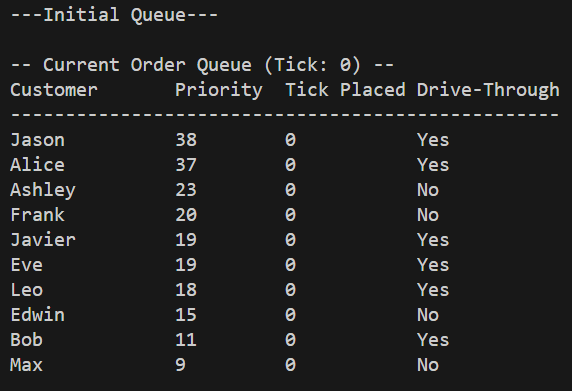 ---Initial Queue---
-- Current Order Queue (Tick: 0) --
Customer       Priority  Tick Placed Drive-Through
--------------------------------------------------
Jason          38        0           Yes
Alice          37        0           Yes
Ashley         23        0           No
Frank          20        0           No
Javier         19        0           Yes
Eve            19        0           Yes
Leo            18        0           Yes
Edwin          15        0           No
Bob            11        0           Yes
Max            9         0           No